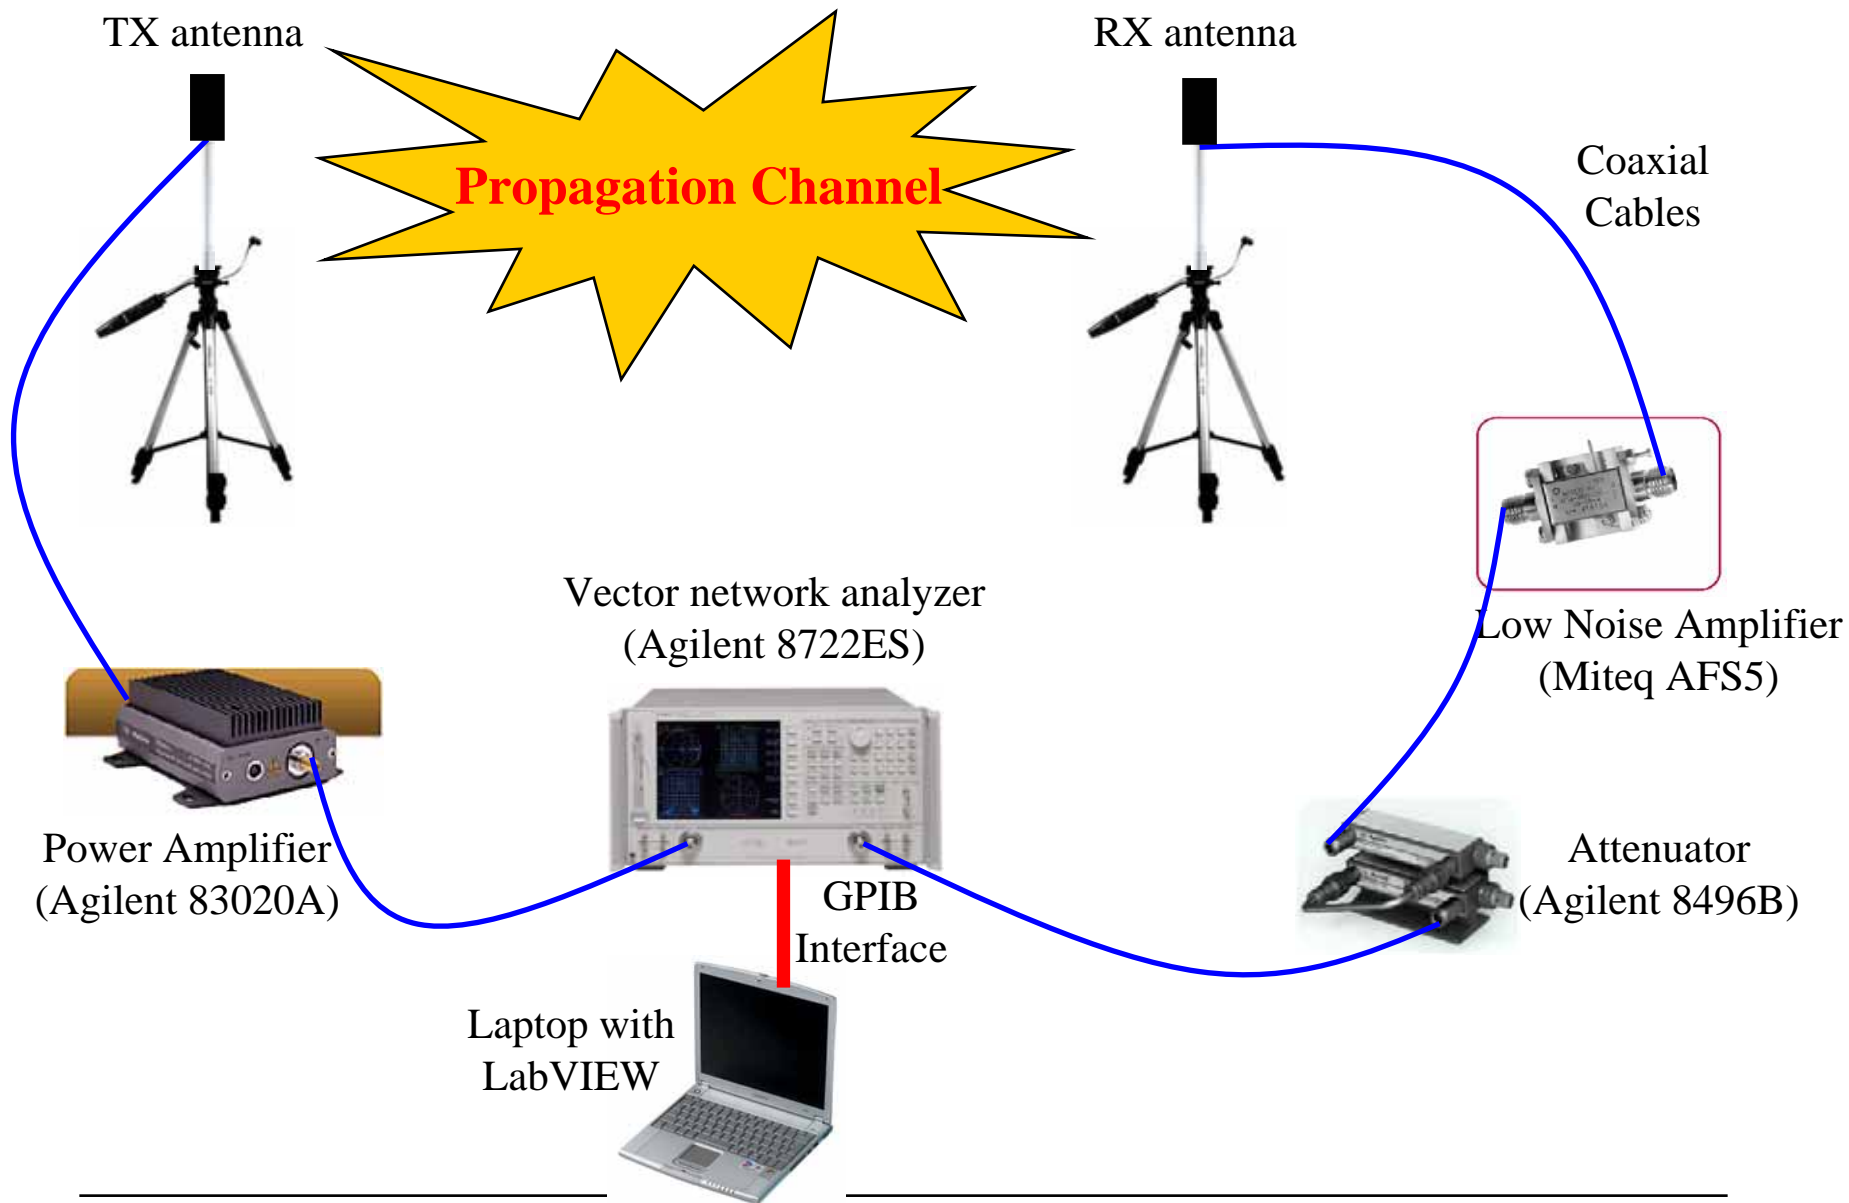 TX antenna
RX antenna
Propagation Channel
Coaxial
Cables
Vector network analyzer
(Agilent 8722ES)
Low Noise Amplifier
(Miteq AFS5)
Power Amplifier
(Agilent 83020A)
GPIB
Interface
Attenuator
(Agilent 8496B)
Laptop with
LabVIEW